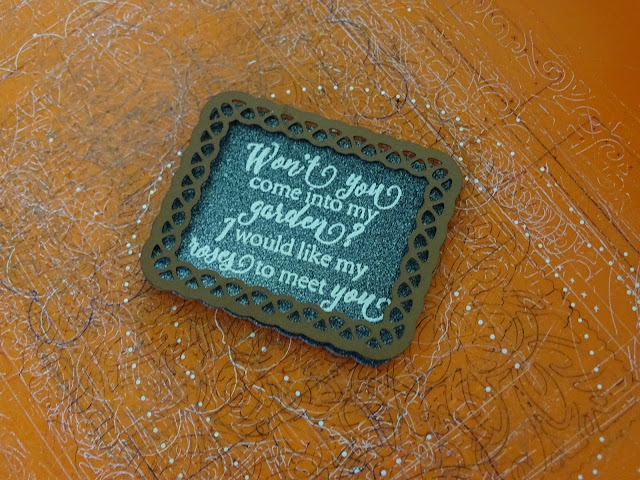 Won't You
come into my
garden?
I would like my
roses to meet you